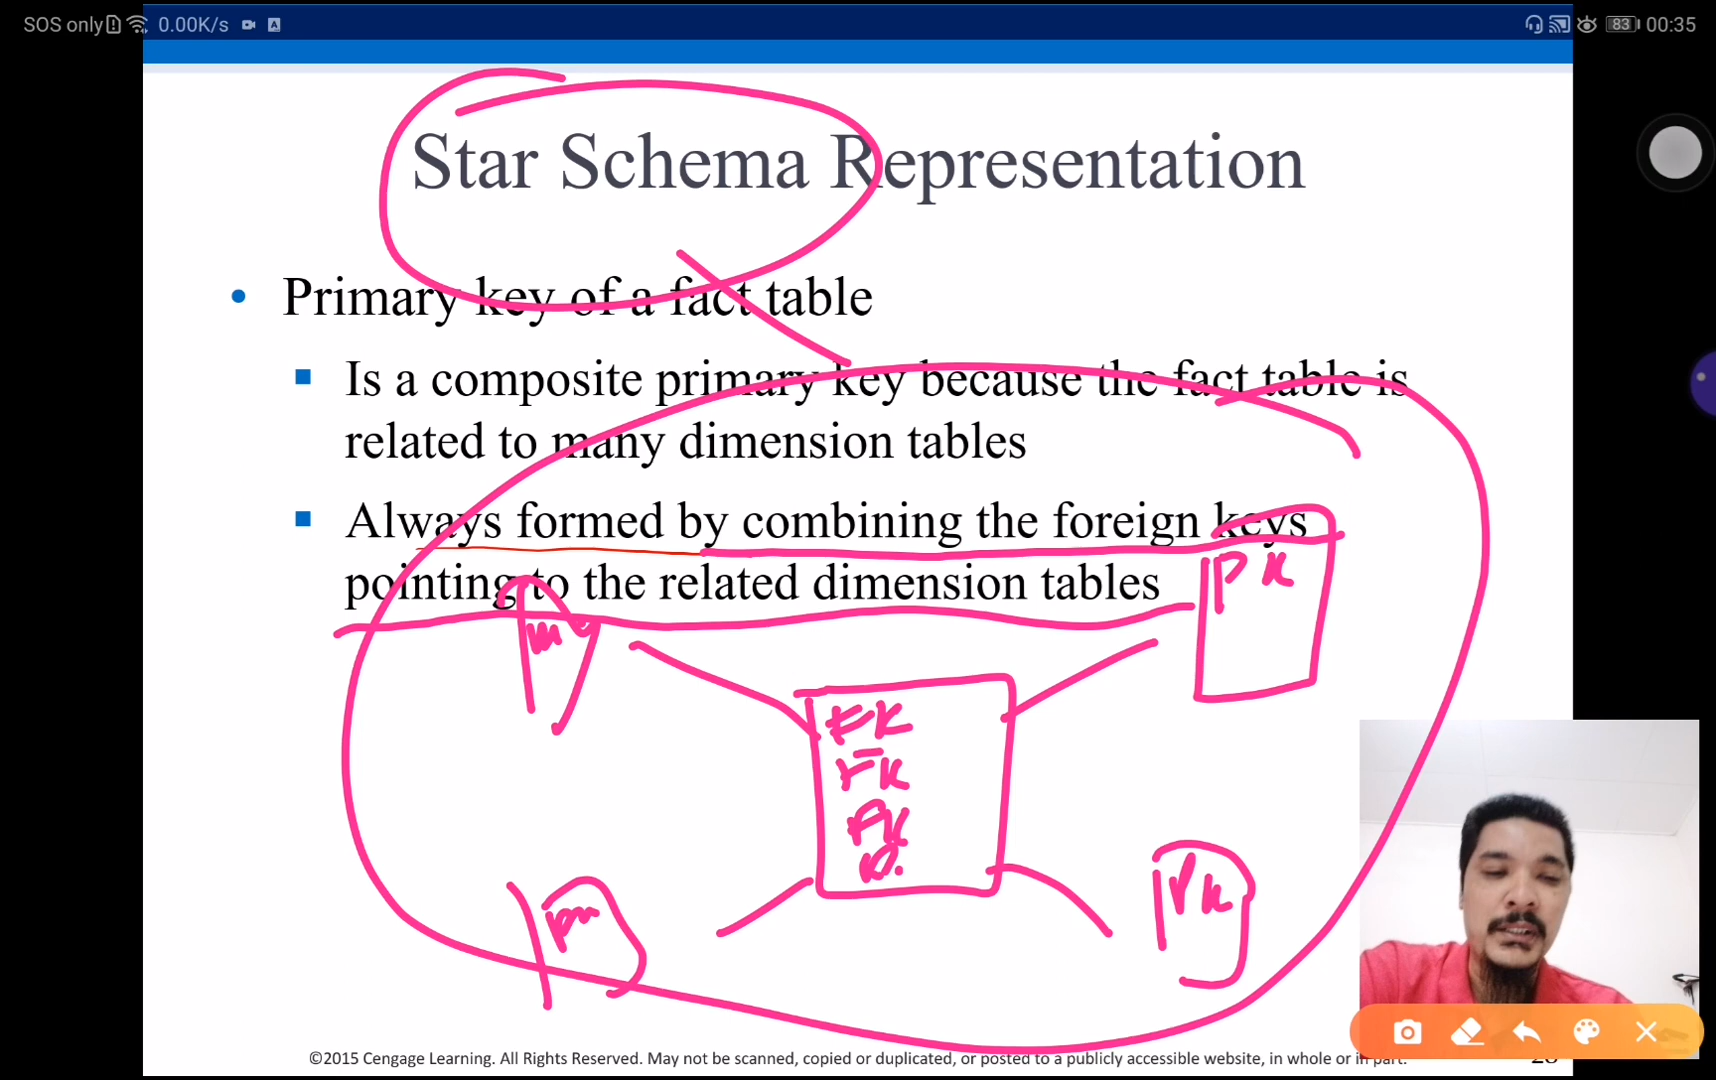 SOS only 0.00K/s A 83 00:35
Star Schema Representation
• Primary key of a fact table
▪ Is a composite primary key because the fact table is
related to many dimension tables
▪ Always formed by combining the foreign keys
pointing to the related dimension tables
PK
FK
FK
FK
PK
©2015 Cengage Learning. All Rights Reserved. May not be scanned, copied or duplicated, or posted to a publicly accessible website, in whole or in part.